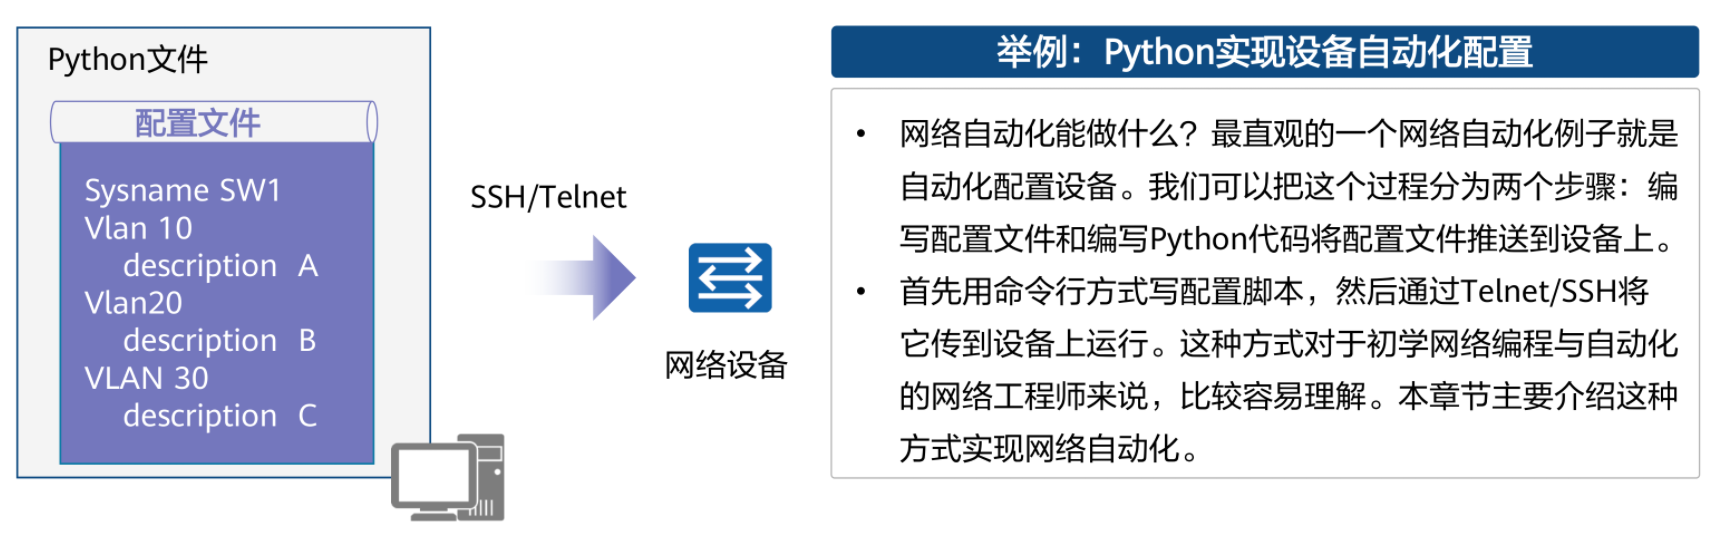 Python文件
配置文件
Sysname SW1
Vlan 10
description A
Vlan20
description B
VLAN 30
description C
SSH/Telnet
网络设备
举例：Python实现设备自动化配置
• 网络自动化能做什么？最直观的一个网络自动化例子就是
自动化配置设备。我们可以把这个过程分为两个步骤：编
写配置文件和编写Python代码将配置文件推送到设备上。
• 首先用命令行方式写配置脚本，然后通过Telnet/SSH将
它传到设备上运行。这种方式对于初学网络编程与自动化
的网络工程师来说，比较容易理解。本章节主要介绍这种
方式实现网络自动化。